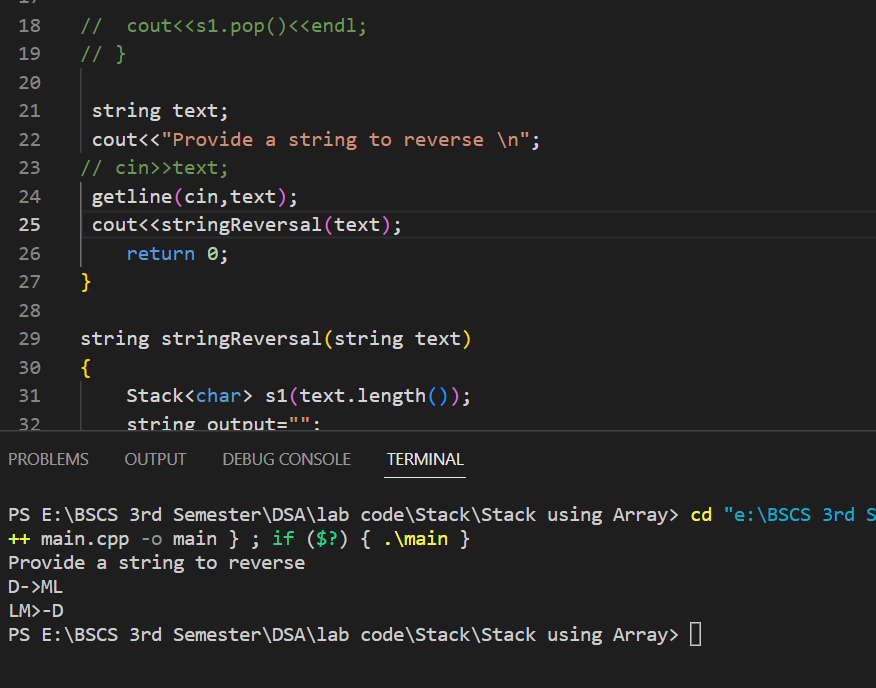 18 //  cout<<s1.pop()<<endl;
19 // }
20
21 string text;
22 cout<<"Provide a string to reverse \n";
23 // cin>>text;
24 getline(cin,text);
25 cout<<stringReversal(text);
26 return 0;
27 }
28
29 string stringReversal(string text)
30 {
31 Stack<char> s1(text.length());
32 string output="";
PROBLEMS OUTPUT DEBUG CONSOLE TERMINAL
PS E:\BSCS 3rd Semester\DSA\lab code\Stack\Stack using Array> cd "e:\BSCS 3rd S
++ main.cpp -o main } ; if ($?) { .\main }
Provide a string to reverse
D->ML
LM>-D
PS E:\BSCS 3rd Semester\DSA\lab code\Stack\Stack using Array>